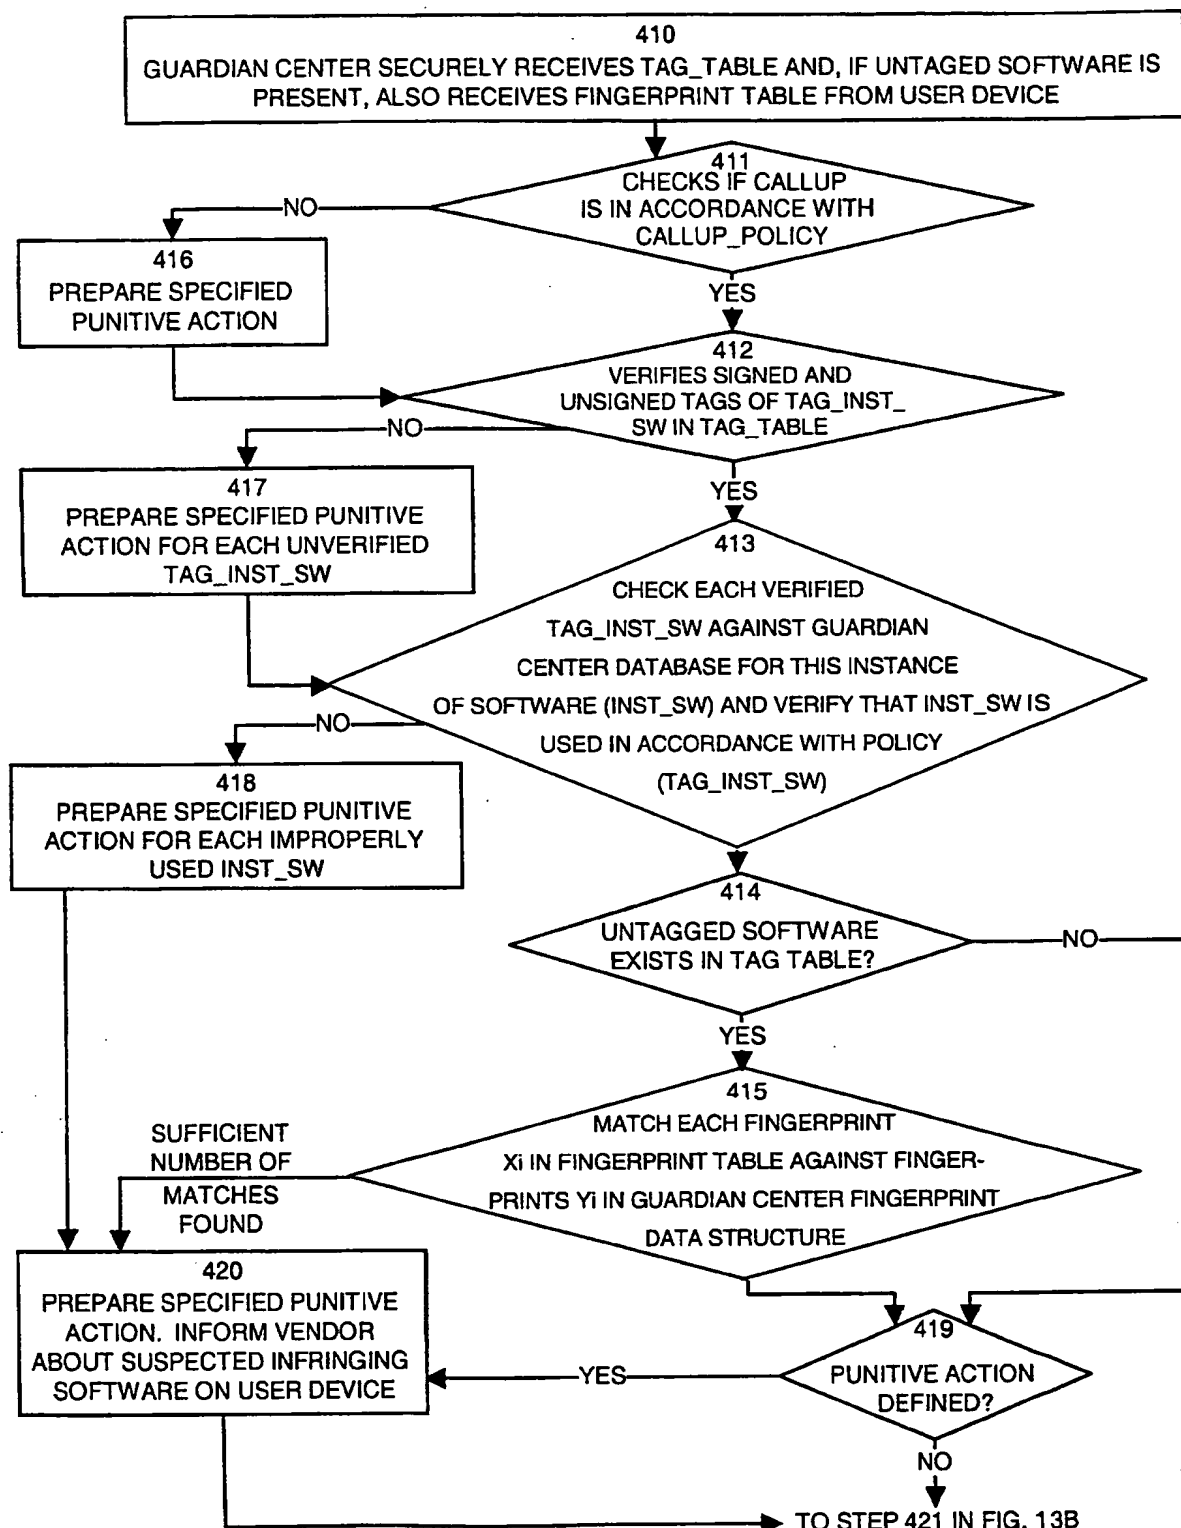 410
GUARDIAN CENTER SECURELY RECEIVES TAG_TABLE AND, IF UNTAGED SOFTWARE IS
PRESENT, ALSO RECEIVES FINGERPRINT TABLE FROM USER DEVICE
411
CHECKS IF CALLUP
IS IN ACCORDANCE WITH
CALLUP_POLICY
NO
416
PREPARE SPECIFIED
PUNITIVE ACTION
YES
412
VERIFIES SIGNED AND
UNSIGNED TAGS OF TAG_INST_
SW IN TAG_TABLE
NO
417
PREPARE SPECIFIED PUNITIVE
ACTION FOR EACH UNVERIFIED
TAG_INST_SW
YES
413
CHECK EACH VERIFIED
TAG_INST_SW AGAINST GUARDIAN
CENTER DATABASE FOR THIS INSTANCE
OF SOFTWARE (INST_SW) AND VERIFY THAT INST_SW IS
USED IN ACCORDANCE WITH POLICY
(TAG_INST_SW)
NO
418
PREPARE SPECIFIED PUNITIVE
ACTION FOR EACH IMPROPERLY
USED INST_SW
414
UNTAGGED SOFTWARE
EXISTS IN TAG TABLE?
NO
YES
415
MATCH EACH FINGERPRINT
Xi IN FINGERPRINT TABLE AGAINST FINGER-
PRINTS Yi IN GUARDIAN CENTER FINGERPRINT
DATA STRUCTURE
SUFFICIENT
NUMBER OF
MATCHES
FOUND
420
PREPARE SPECIFIED PUNITIVE
ACTION. INFORM VENDOR
ABOUT SUSPECTED INFRINGING
SOFTWARE ON USER DEVICE
419
PUNITIVE ACTION
DEFINED?
YES
NO
TO STEP 421 IN FIG. 13B